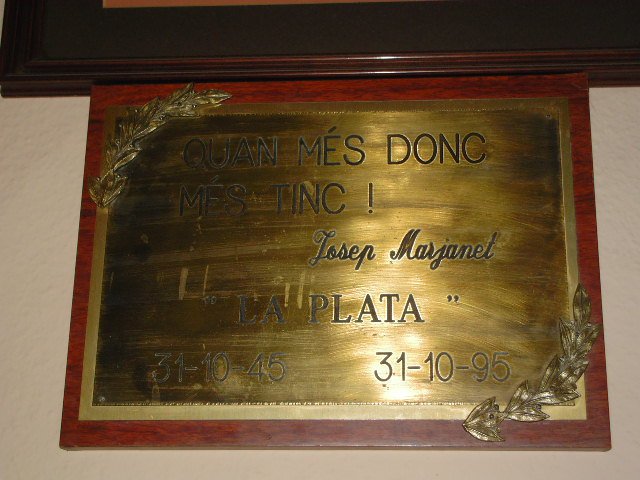 QUAN MÉS DONC
MÉS TINC !
Josep Marjanet
" LA PLATA "
31-10-45 31-10-95